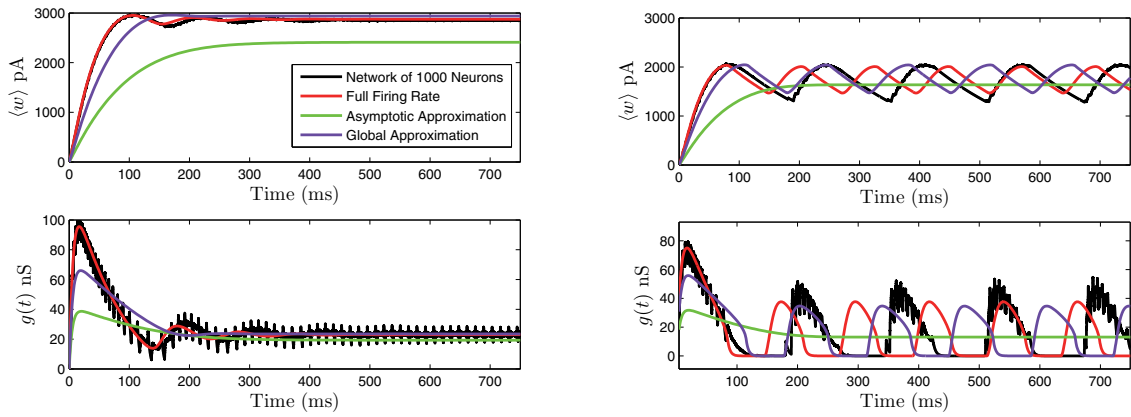 3000
2000
1000
0
⟨w⟩ pA
0 100 200 300 400 500 600 700
Time (ms)
Network of 1000 Neurons
Full Firing Rate
Asymptotic Approximation
Global Approximation
3000
2000
1000
0
⟨w⟩ pA
0 100 200 300 400 500 600 700
Time (ms)
100
80
60
40
20
0
g(t) nS
0 100 200 300 400 500 600 700
Time (ms)
80
60
40
20
0
g(t) nS
100 200 300 400 500 600 700
Time (ms)